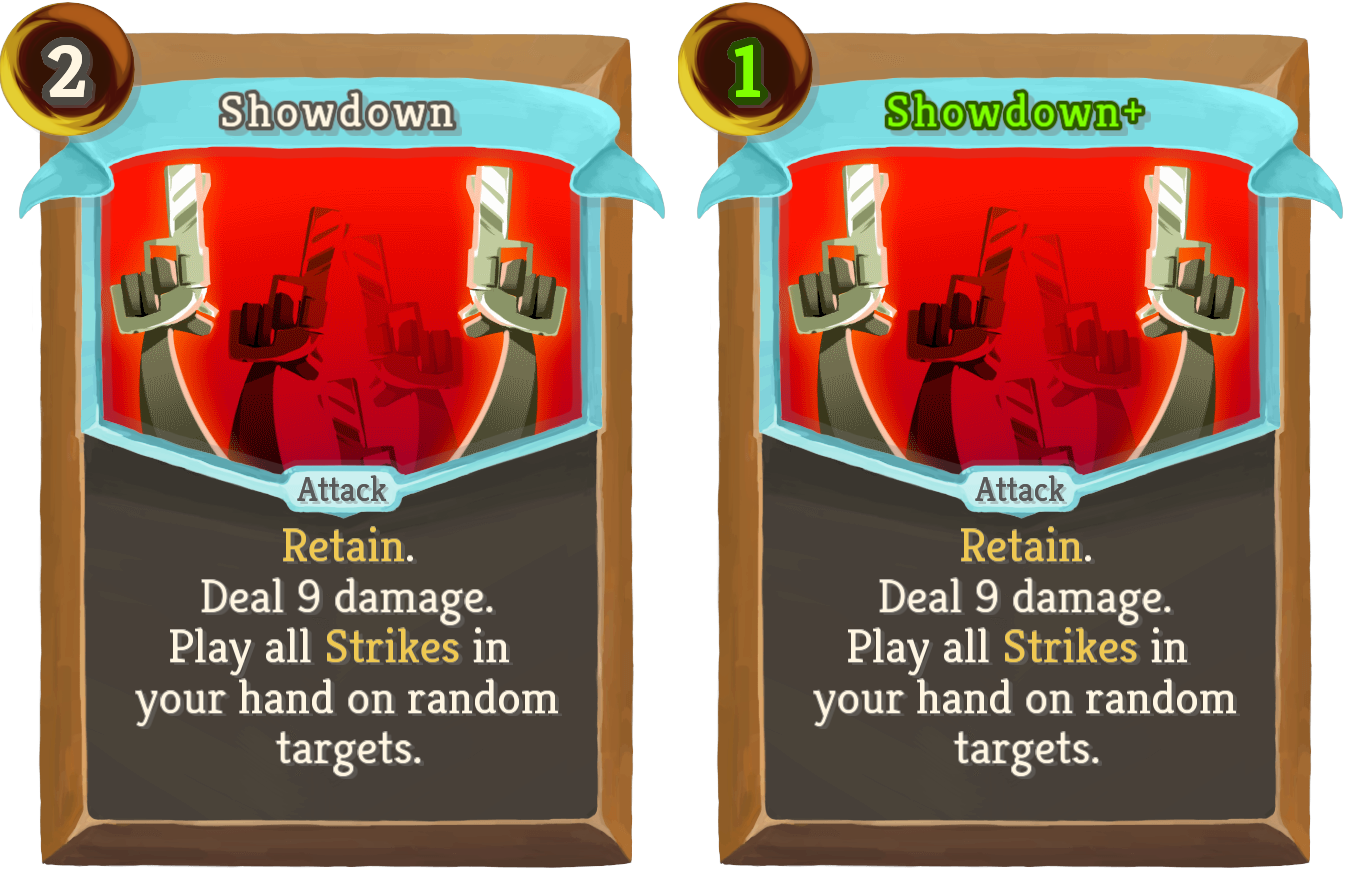 2
Showdown
Attack
Retain.
Deal 9 damage.
Play all Strikes in
your hand on random
targets.
1
Showdown+
Attack
Retain.
Deal 9 damage.
Play all Strikes in
your hand on random
targets.